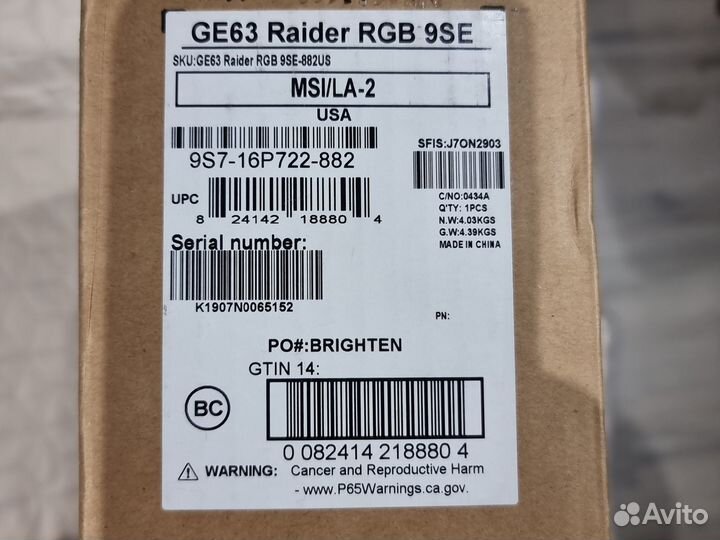 GE63 Raider RGB 9SE
SKU:GE63 Raider RGB 9SE-882US
MSI/LA-2
USA
9S7-16P722-882
SFIS:J7ON2903
UPC
8 24142 18880 4
C/NO:0434A
Q'TY: 1PCS
N.W:4.03KGS
G.W:4.39KGS
MADE IN CHINA
Serial number:
K1907N0065152
PN:
PO#:BRIGHTEN
GTIN 14:
BC
0 082414 218880 4
WARNING: Cancer and Reproductive Harm
- www.P65Warnings.ca.gov.
Avito